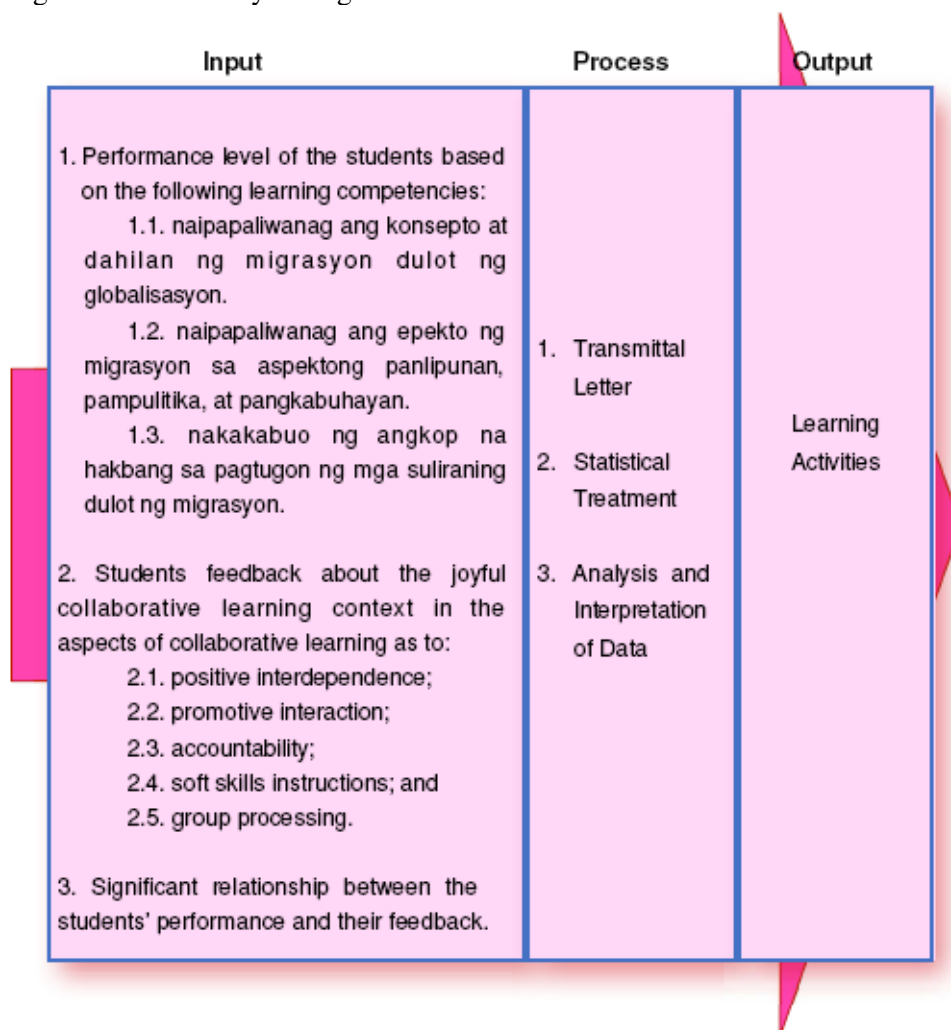 Input
Process
Output
1. Performance level of the students based
on the following learning competencies:
1.1. naipapaliwanag ang konsepto at
dahilan ng migrasyon dulot ng
globalisasyon.
1.2. naipapaliwanag ang epekto ng
migrasyon sa aspektong panlipunan,
pampulitika, at pangkabuhayan.
1.3. nakakabuo ng angkop na
hakbang sa pagtugon ng mga suliraning
dulot ng migrasyon.
2. Students feedback about the joyful
collaborative learning context in the
aspects of collaborative learning as to:
2.1. positive interdependence;
2.2. promotive interaction;
2.3. accountability;
2.4. soft skills instructions; and
2.5. group processing.
3. Significant relationship between the
students' performance and their feedback.
1. Transmittal
Letter
2. Statistical
Treatment
3. Analysis and
Interpretation
of Data
Learning
Activities